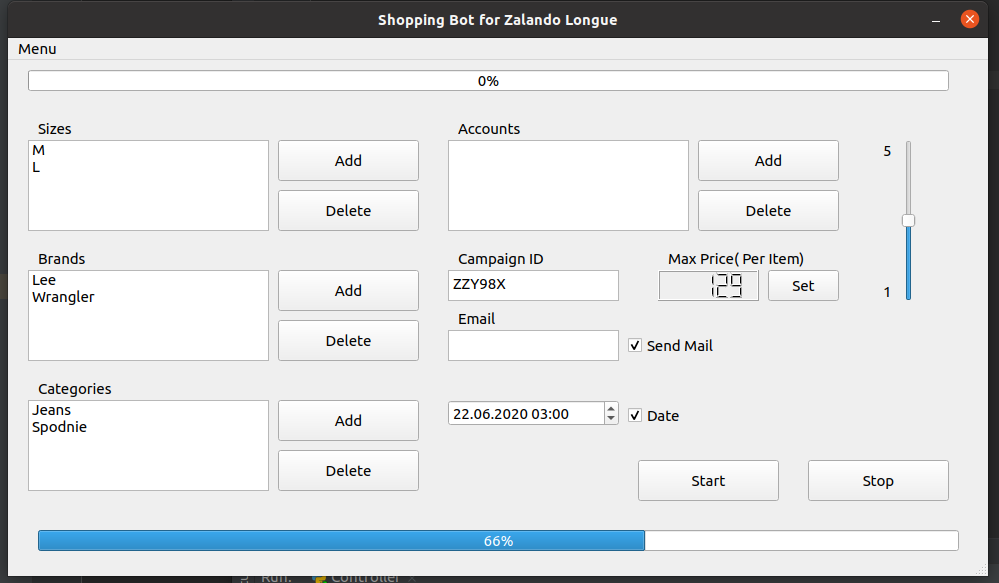 Shopping Bot for Zalando Longue
Menu
0%
Sizes
M
L
Add
Delete
Accounts
Add
Delete
5
1
Brands
Lee
Wrangler
Add
Delete
Campaign ID
ZZY98X
Max Price( Per Item)
129
Set
Email
Send Mail
Categories
Jeans
Spodnie
Add
Delete
22.06.2020 03:00
Date
Start
Stop
66%
Run:
Controller